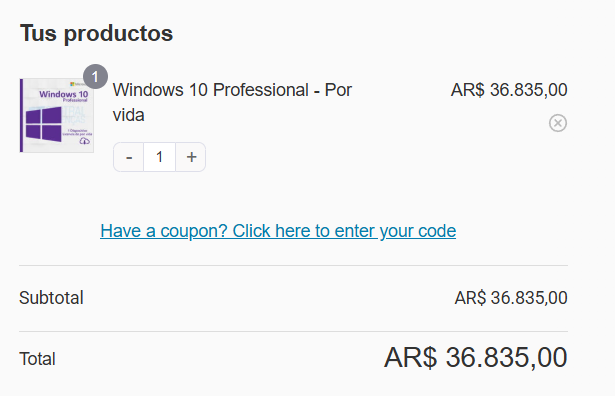 Tus productos
1
Windows 10
Professional
Windows 10 Professional - Por
vida
AR$ 36.835,00
- 1 +
Have a coupon? Click here to enter your code
Subtotal AR$ 36.835,00
Total AR$ 36.835,00